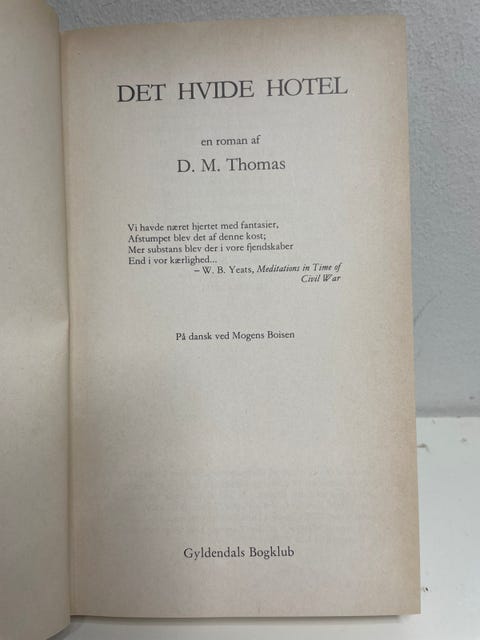 DET HVIDE HOTEL
en roman af
D. M. Thomas
Vi havde næret hjertet med fantasier,
Afstumpet blev det af denne kost;
Mer substans blev der i vore fjendskaber
End i vor kærlighed...
– W. B. Yeats, Meditations in Time of
Civil War
På dansk ved Mogens Boisen
Gyldendals Bogklub